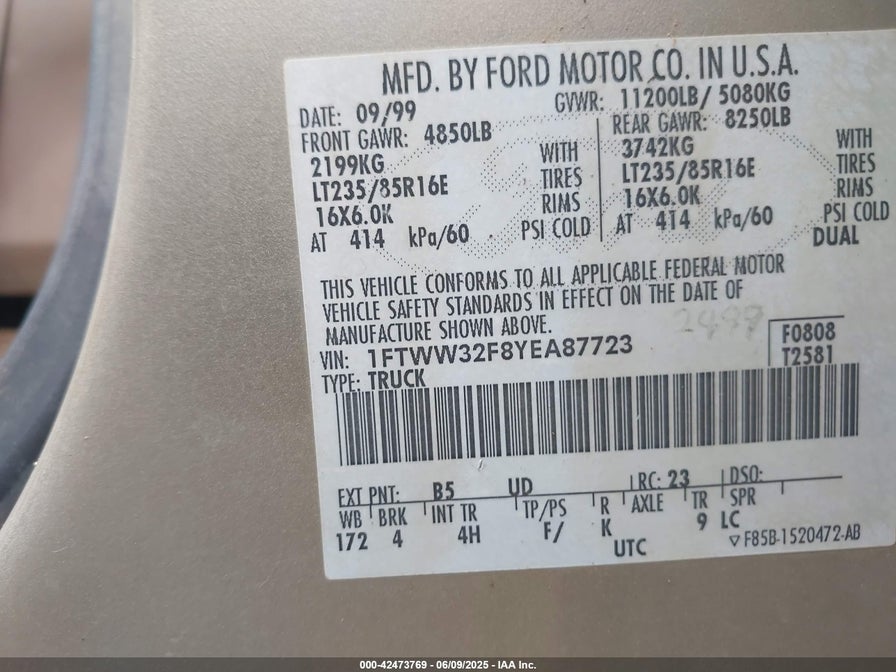 MFD. BY FORD MOTOR CO. IN U.S.A.
DATE: 09/99 GVWR: 11200LB/ 5080KG
FRONT GAWR: 4850LB REAR GAWR: 8250LB
2199KG WITH 3742KG WITH
LT235/85R16E TIRES LT235/85R16E TIRES
16X6.0K RIMS 16X6.0K RIMS
AT 414 kPa/60 PSI COLD AT 414 kPa/60 PSI COLD
DUAL
THIS VEHICLE CONFORMS TO ALL APPLICABLE FEDERAL MOTOR
VEHICLE SAFETY STANDARDS IN EFFECT ON THE DATE OF
MANUFACTURE SHOWN ABOVE.
VIN: 1FTWW32F8YEA87723 F0808
TYPE: TRUCK T2581
EXT PNT: B5 UD RC: 23 DSO:
WB BRK INT TR TP/PS R AXLE TR SPR
172 4 4H F/ K 9 LC
UTC ▽ F85B-1520472-AB
000-42473769 - 06/09/2025 - IAA Inc.